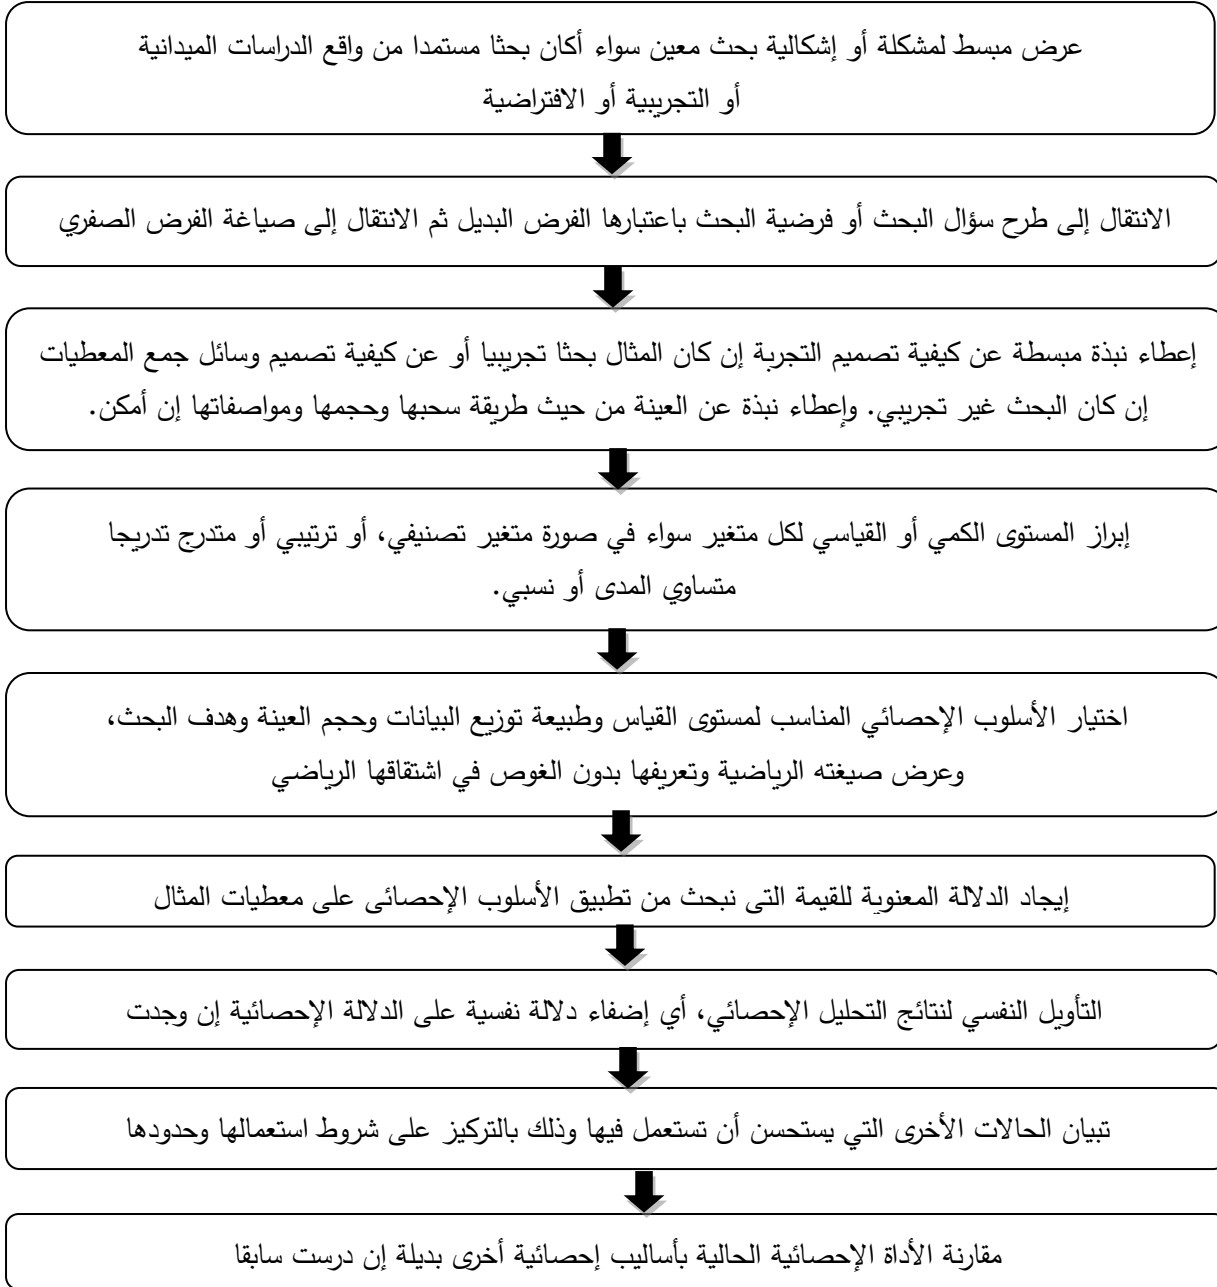 عرض مبسط لمشكلة أو إشكالية بحث معين سواء أكان بحثا مستمدا من واقع الدراسات الميدانية
أو التجريبية أو الافتراضية
الانتقال إلى طرح سؤال البحث أو فرضية البحث باعتبارها الفرض البديل ثم الانتقال إلى صياغة الفرض الصفري
إعطاء نبذة مبسطة عن كيفية تصميم التجربة إن كان المثال بحثا تجريبيا أو عن كيفية تصميم وسائل جمع المعطيات
إن كان البحث غير تجريبي. وإعطاء نبذة عن العينة من حيث طريقة سحبها وحجمها ومواصفاتها إن أمكن.
إبراز المستوى الكمي أو القياسي لكل متغير سواء في صورة متغير تصنيفي، أو ترتيبي أو متدرج تدريجا
متساوي المدى أو نسبي.
اختيار الأسلوب الإحصائي المناسب لمستوى القياس وطبيعة توزيع البيانات وحجم العينة وهدف البحث،
وعرض صيغته الرياضية وتعريفها بدون الغوص في اشتقاقها الرياضي
إيجاد الدلالة المعنوية للقيمة التي نبحث من تطبيق الأسلوب الإحصائي على معطيات المثال
التأويل النفسي لنتائج التحليل الإحصائي، أي إضفاء دلالة نفسية على الدلالة الإحصائية إن وجدت
تبيان الحالات الأخرى التي يستحسن أن تستعمل فيها وذلك بالتركيز على شروط استعمالها وحدودها
مقارنة الأداة الإحصائية الحالية بأساليب إحصائية أخرى بديلة إن درست سابقا